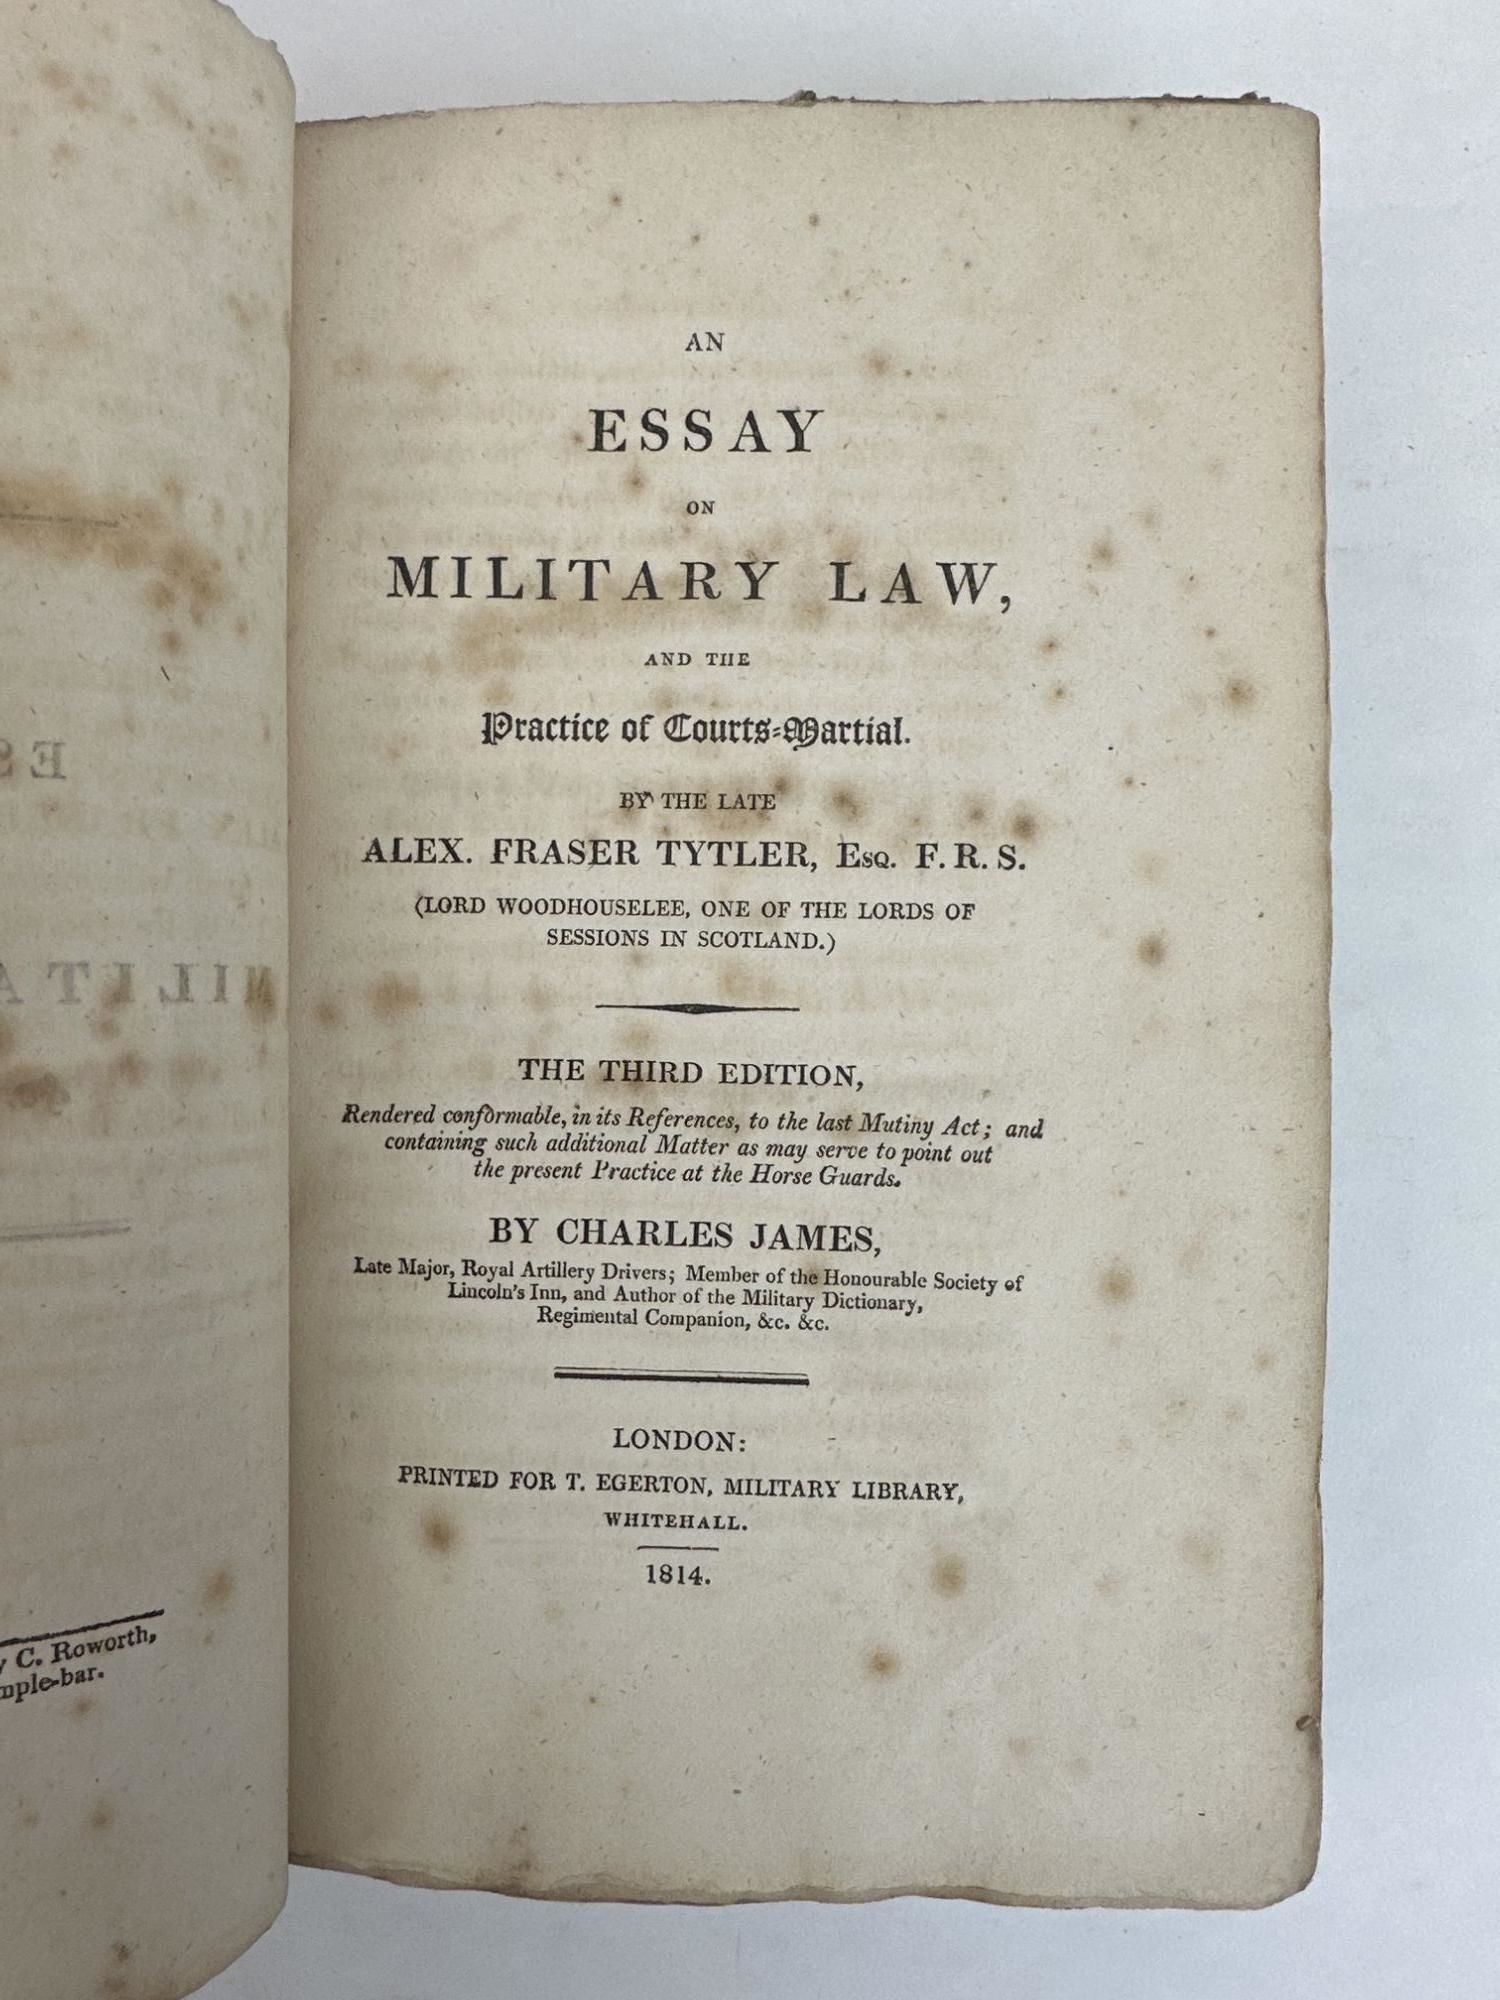 AN
ESSAY
ON
MILITARY LAW,
AND THE
Practice of Courts-Martial.
BY THE LATE
ALEX. FRASER TYTLER, Esq. F. R. S.
(LORD WOODHOUSELEE, ONE OF THE LORDS OF
SESSIONS IN SCOTLAND.)
THE THIRD EDITION,
Rendered conformable, in its References, to the last Mutiny Act; and
containing such additional Matter as may serve to point out
the present Practice at the Horse Guards.
BY CHARLES JAMES,
Late Major, Royal Artillery Drivers; Member of the Honourable Society of
Lincoln's Inn, and Author of the Military Dictionary,
Regimental Companion, &c. &c.
LONDON:
PRINTED FOR T. EGERTON, MILITARY LIBRARY,
WHITEHALL.
1814.
C. Roworth,
mple-bar.